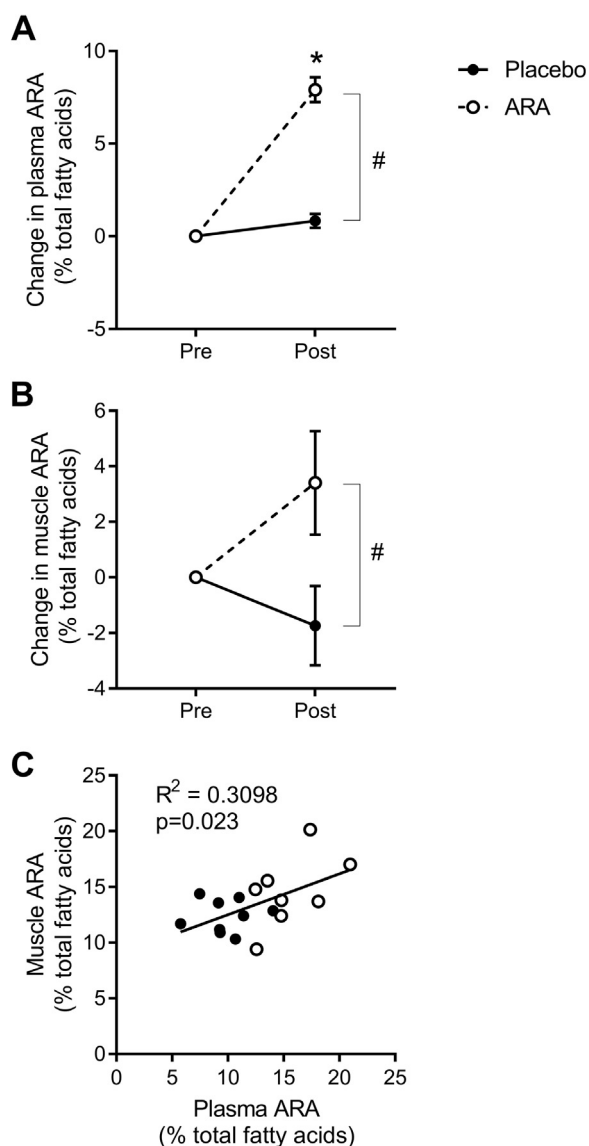 A
Change in plasma ARA
(% total fatty acids)
10
5
0
-5
Pre
Post
*
#
Placebo
ARA
B
Change in muscle ARA
(% total fatty acids)
6
4
2
0
-2
-4
Pre
Post
#
C
Muscle ARA
(% total fatty acids)
25
20
15
10
5
0
R² = 0.3098
p=0.023
0
5
10
15
20
25
Plasma ARA
(% total fatty acids)